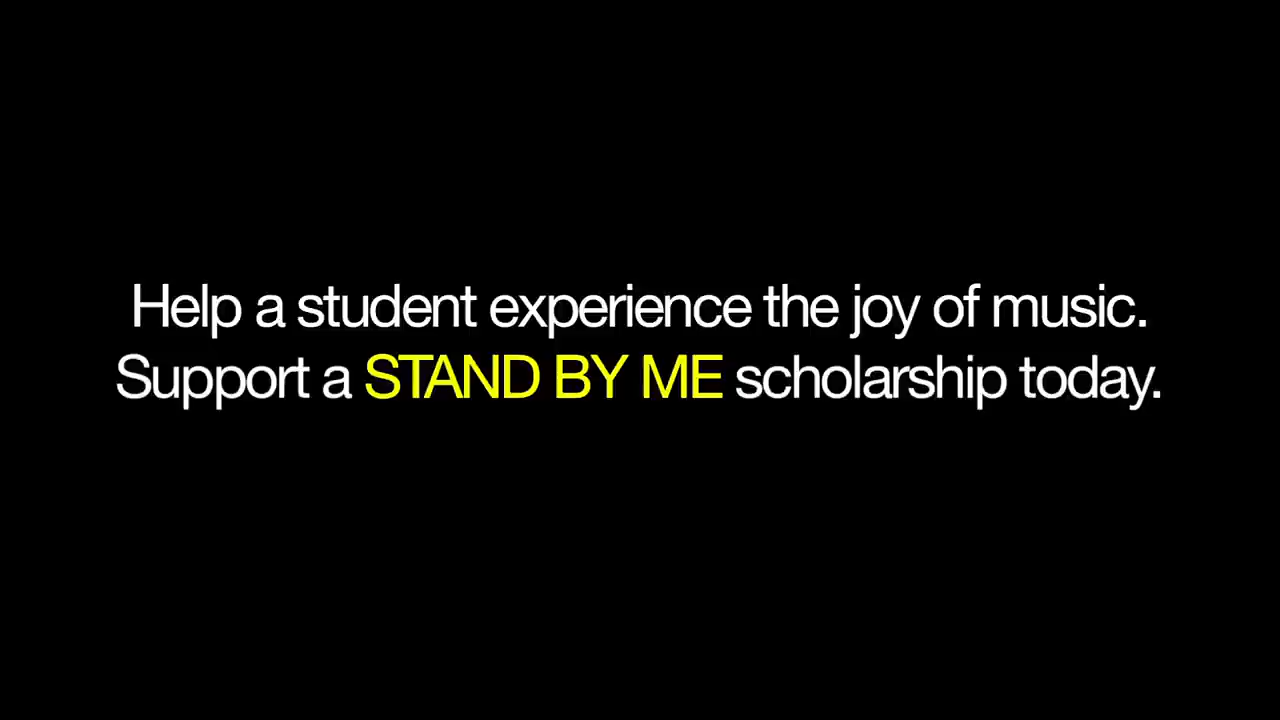 Help a student experience the joy of music.
Support a STAND BY ME scholarship today.